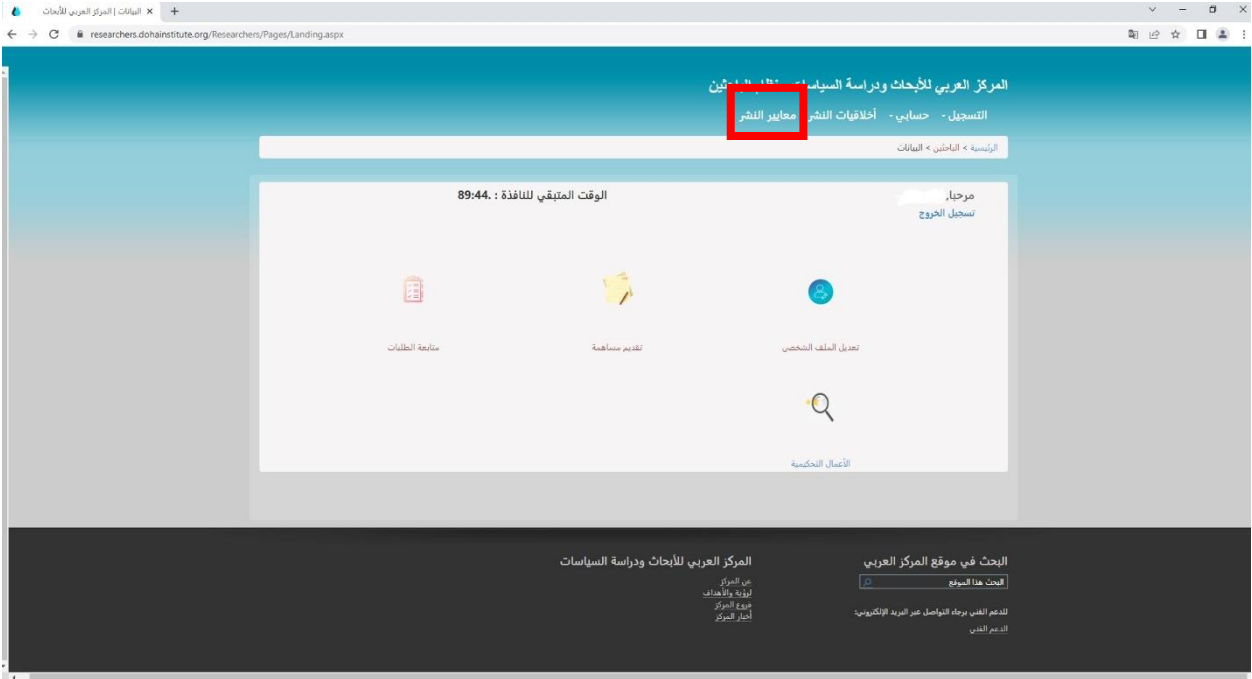 البيانات | المركز العربي للأبحاث
researchers.dohainstitute.org/Researchers/Pages/Landing.aspx
المركز العربي للأبحاث ودراسة
التسجيل - حسابي - أخلاقيات النشر معايير النشر
الرئيسية > الباحثين > البيانات
مرحبا,
الوقت المتبقي للنافذة : .89:44
تسجيل الخروج
تعديل الملف الشخصي
تقديم مساهمة
متابعة الطلبات
الأعمال التحكيمية
البحث في موقع المركز العربي
البحث هذا الموقع
للدعم الفني برجاء التواصل عبر البريد الإلكتروني:
الدعم الفني
المركز العربي للأبحاث ودراسة السياسات
عن المركز
لرؤية والأهداف
فروع المركز
أخبار المركز